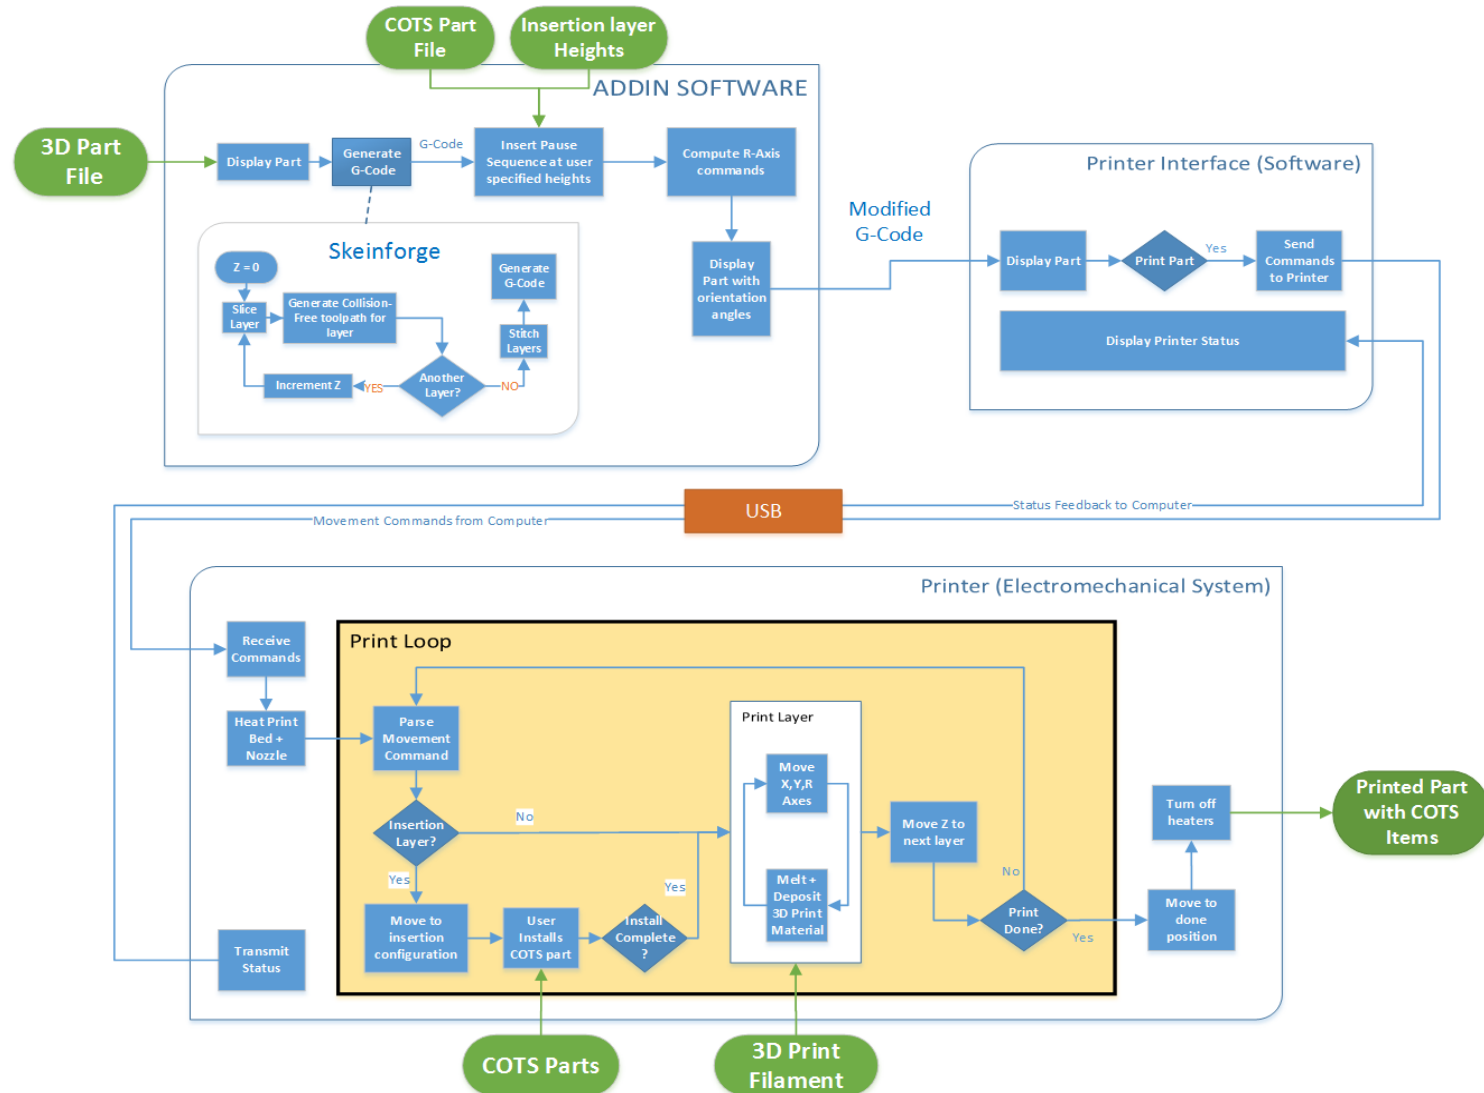 COTS Part
File
Insertion layer
Heights
ADDIN SOFTWARE
3D Part
File
Display Part
Generate
G-Code
G-Code
Insert Pause
Sequence at user
specified heights
Compute R-Axis
commands
Display
Part with
orientation
angles
Skeinforge
Z = 0
Slice
Layer
Generate Collision-
Free toolpath for
layer
Another
Layer?
YES
Increment Z
NO
Stitch
Layers
Generate
G-Code
Modified
G-Code
Printer Interface (Software)
Display Part
Print Part
Yes
Send
Commands
to Printer
Display Printer Status
USB
Status Feedback to Computer
Movement Commands from Computer
Printer (Electromechanical System)
Receive
Commands
Heat Print
Bed +
Nozzle
Transmit
Status
Print Loop
Parse
Movement
Command
Insertion
Layer?
No
Yes
Move to
insertion
configuration
User
Installs
COTS part
Install
Complete
?
Yes
Print Layer
Move
X,Y,R
Axes
Melt +
Deposit
3D Print
Material
Move Z to
next layer
Print
Done?
No
Yes
Move to
done
position
Turn off
heaters
Printed Part
with COTS
Items
COTS Parts
3D Print
Filament